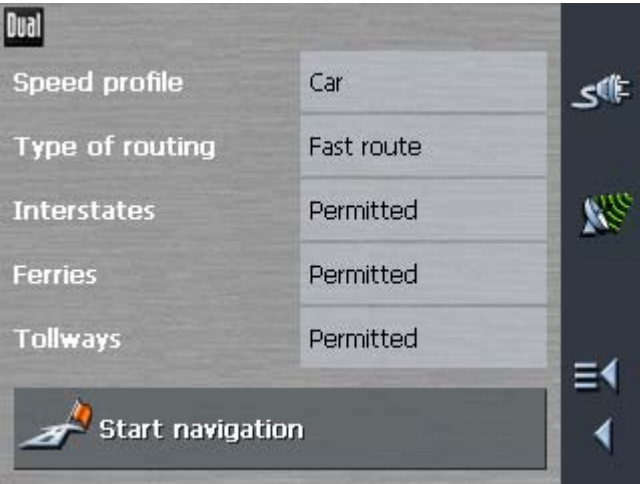 Dual
Speed profile Car
Type of routing Fast route
Interstates Permitted
Ferries Permitted
Tollways Permitted
Start navigation